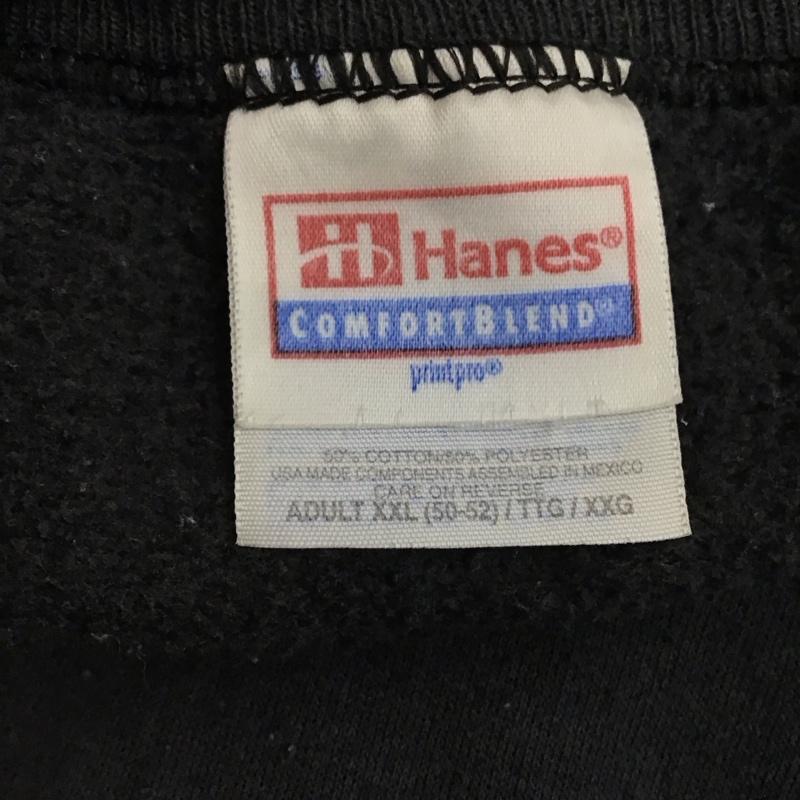 Hanes®
COMFORTBLEND®
printpro®
50% COTTON/50% POLYESTER
USA MADE COMPONENTS ASSEMBLED IN MEXICO
CARE ON REVERSE
ADULT XXL (50-52) / TTG / XXG